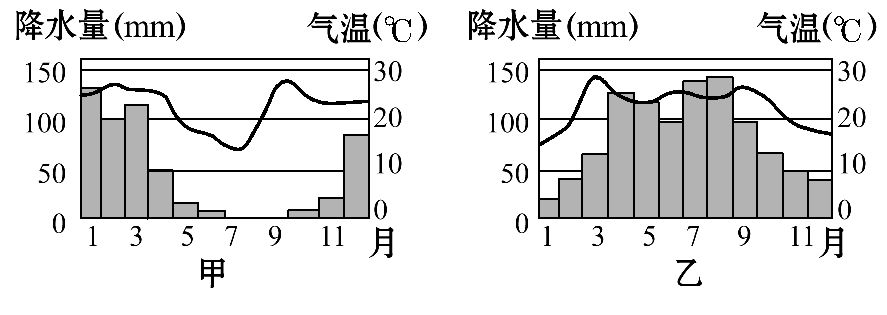 降水量(mm) 气温(℃) 降水量(mm) 气温(℃)
150 30 150 30
100 20 100 20
50 10 50 10
0 0 0 0
1 3 5 7 9 11 月 1 3 5 7 9 11 月
甲 乙